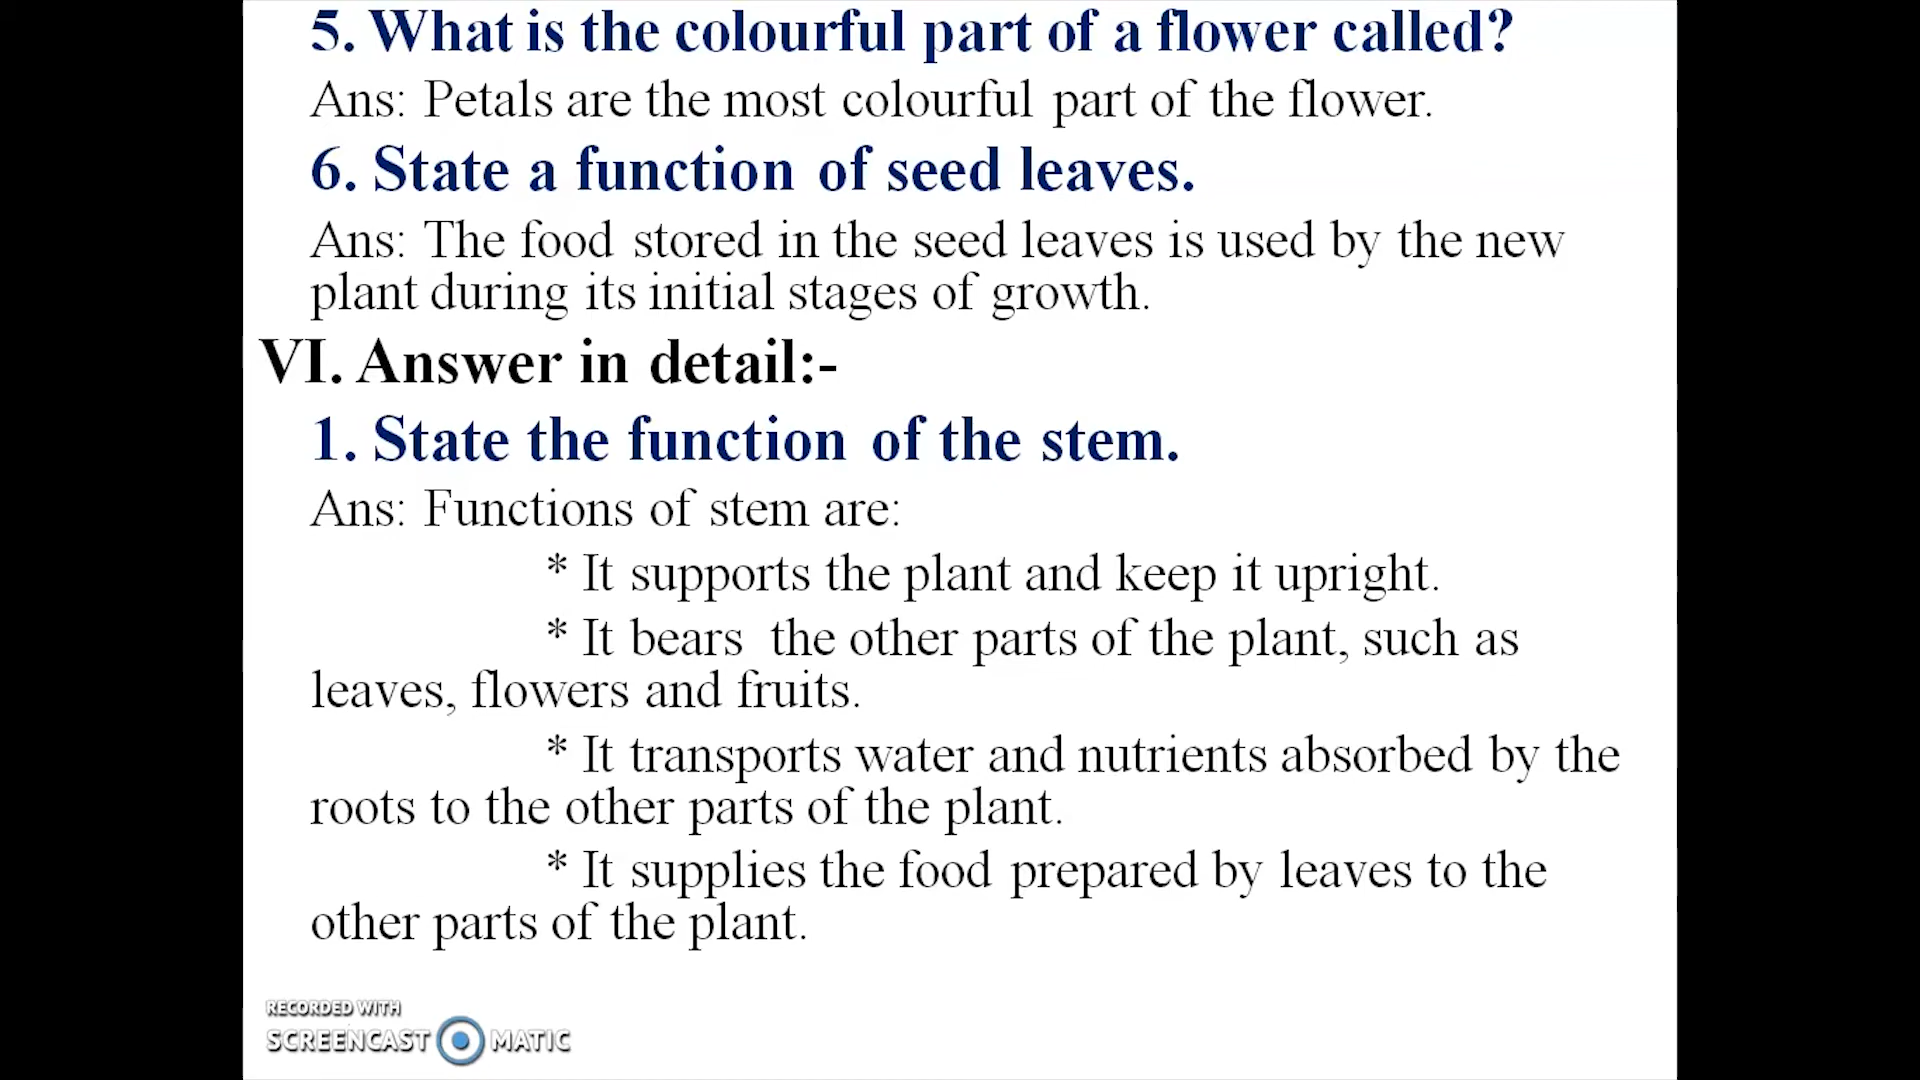 5. What is the colourful part of a flower called?
Ans: Petals are the most colourful part of the flower.
6. State a function of seed leaves.
Ans: The food stored in the seed leaves is used by the new
plant during its initial stages of growth.
VI. Answer in detail:-
1. State the function of the stem.
Ans: Functions of stem are:
* It supports the plant and keep it upright.
* It bears the other parts of the plant, such as
leaves, flowers and fruits.
* It transports water and nutrients absorbed by the
roots to the other parts of the plant.
* It supplies the food prepared by leaves to the
other parts of the plant.
RECORDED WITH
SCREENCAST MATIC